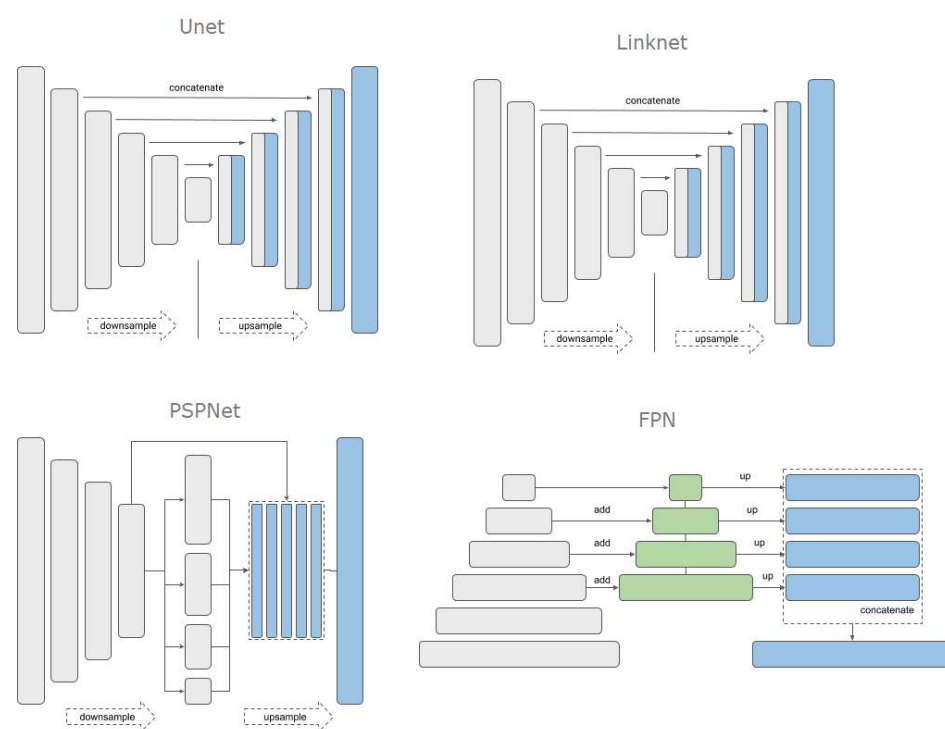 Unet
concatenate
downsample
upsample
Linknet
concatenate
downsample
upsample
PSPNet
downsample
upsample
FPN
up
add
up
add
up
add
up
concatenate